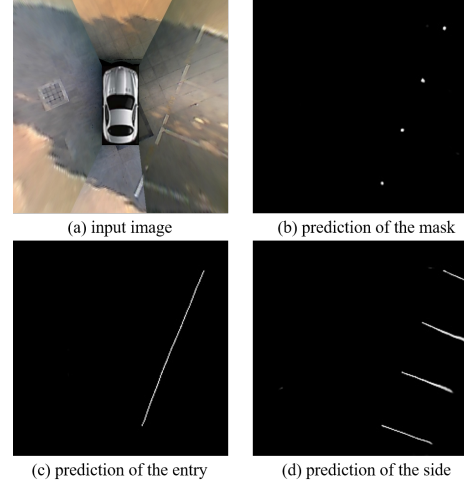 (a) input image
(b) prediction of the mask
(c) prediction of the entry
(d) prediction of the side